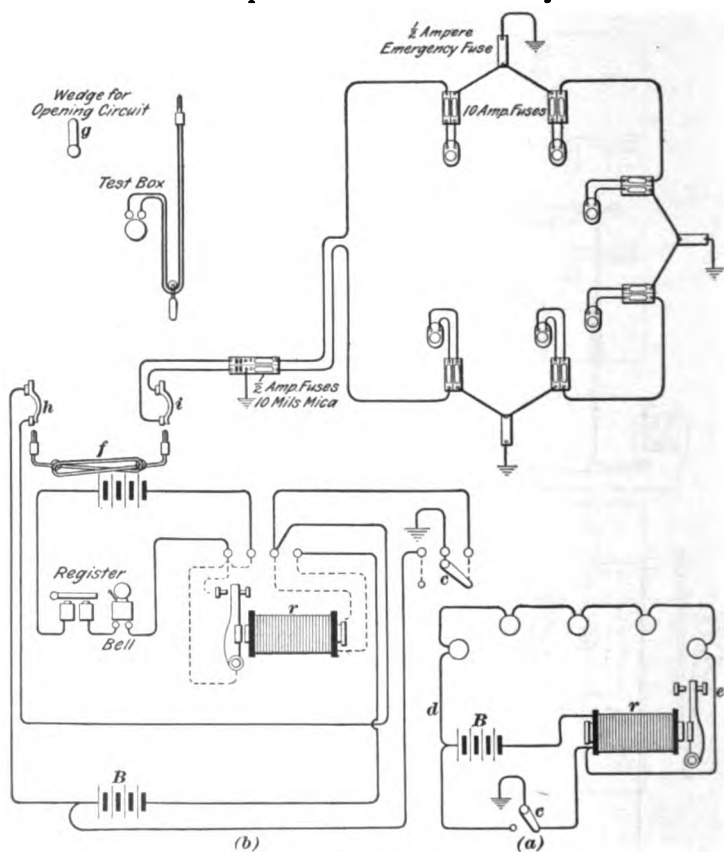 ½ Ampere
Emergency Fuse
Wedge for
Opening Circuit
g
10 Amp. Fuses
Test Box
h
i
½ Amp. Fuses
10 Mils Mica
f
Register
Bell
r
c
d
B
r
e
c
B
(b)
(a)